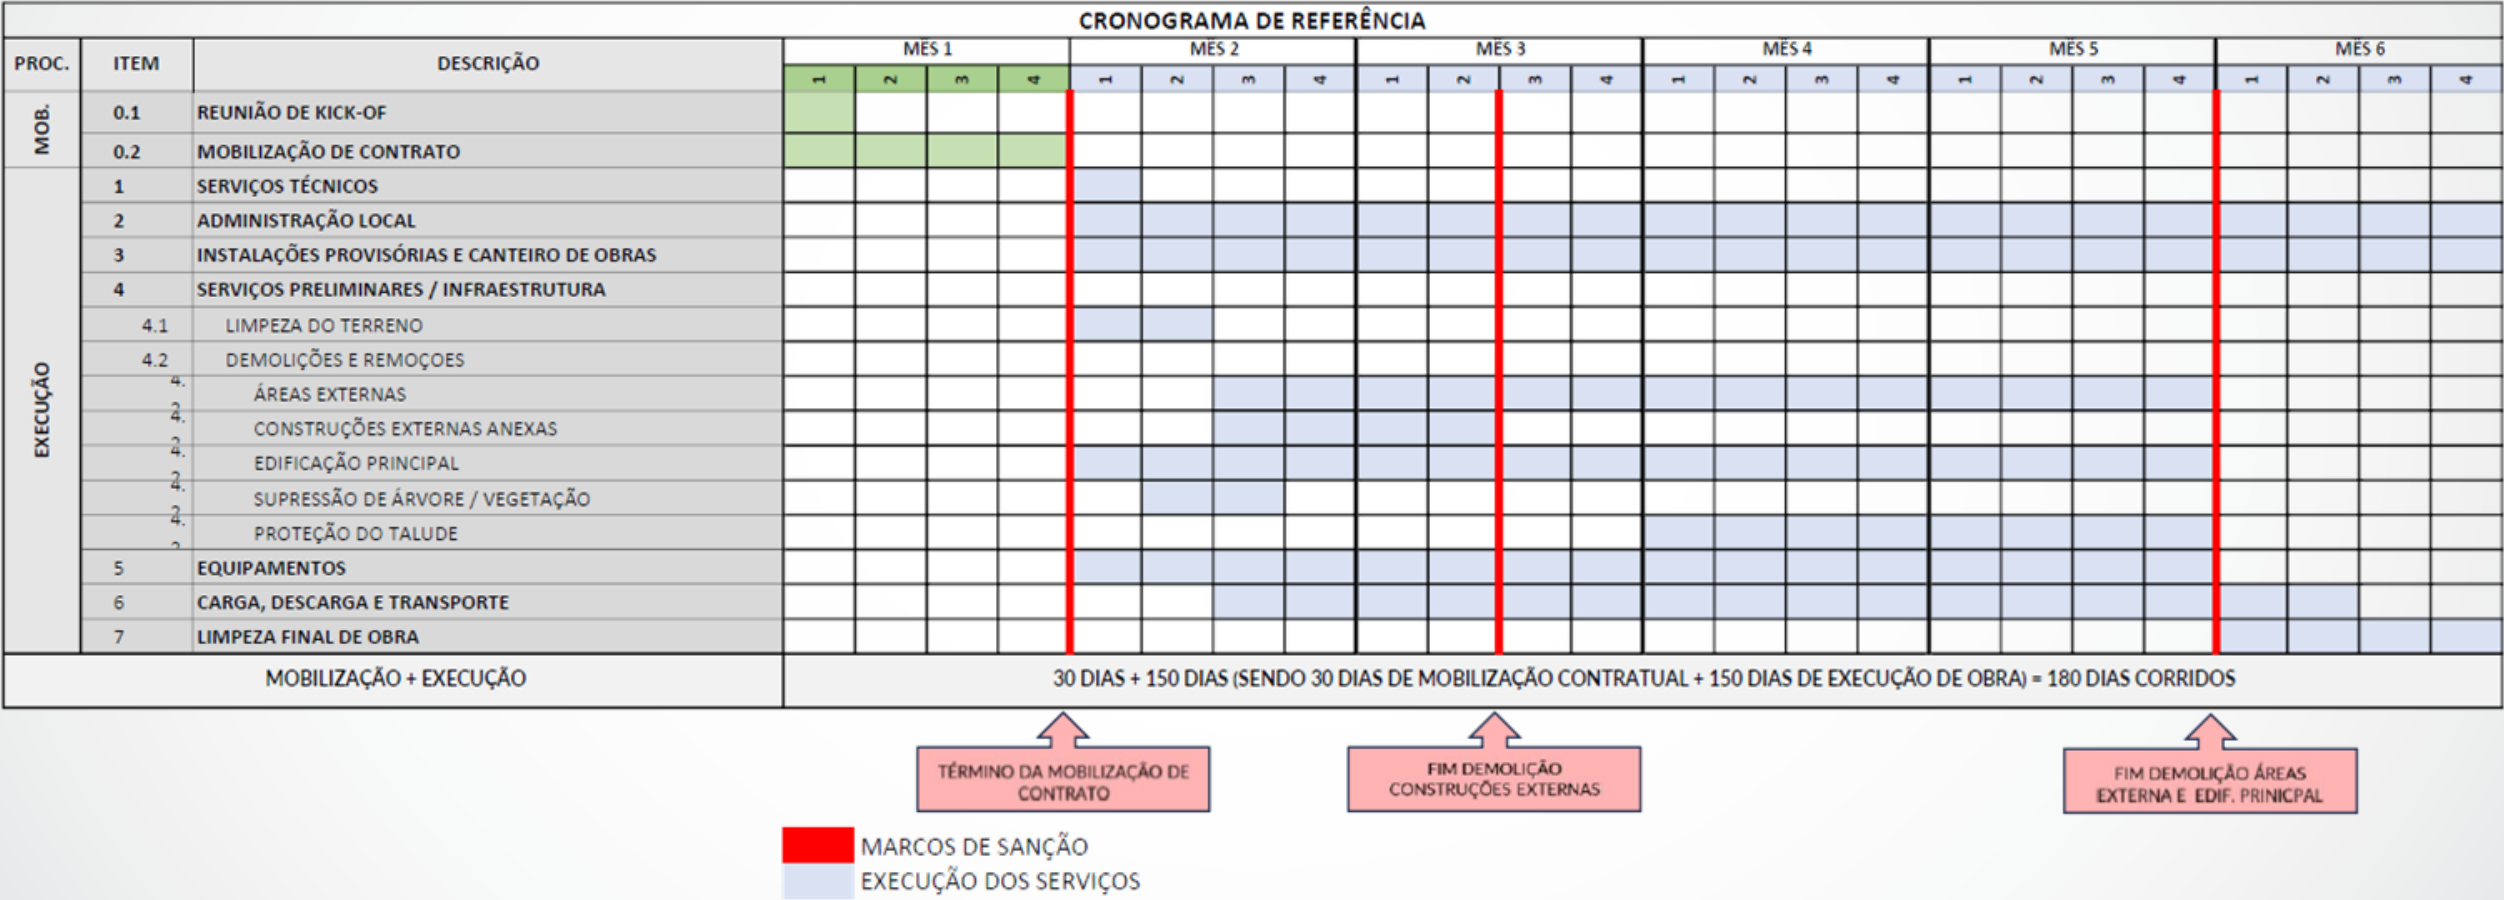 CRONOGRAMA DE REFERÊNCIA
PROC. ITEM DESCRIÇÃO MÊS 1 MÊS 2 MÊS 3 MÊS 4 MÊS 5 MÊS 6
1 2 3 4 1 2 3 4 1 2 3 4 1 2 3 4 1 2 3 4 1 2 3 4
MOB.
0.1 REUNIÃO DE KICK-OF
0.2 MOBILIZAÇÃO DE CONTRATO
EXECUÇÃO
1 SERVIÇOS TÉCNICOS
2 ADMINISTRAÇÃO LOCAL
3 INSTALAÇÕES PROVISÓRIAS E CANTEIRO DE OBRAS
4 SERVIÇOS PRELIMINARES / INFRAESTRUTURA
4.1 LIMPEZA DO TERRENO
4.2 DEMOLIÇÕES E REMOÇOES
4. ÁREAS EXTERNAS
4. CONSTRUÇÕES EXTERNAS ANEXAS
4. EDIFICAÇÃO PRINCIPAL
4. SUPRESSÃO DE ÁRVORE / VEGETAÇÃO
4. PROTEÇÃO DO TALUDE
5 EQUIPAMENTOS
6 CARGA, DESCARGA E TRANSPORTE
7 LIMPEZA FINAL DE OBRA
MOBILIZAÇÃO + EXECUÇÃO 30 DIAS + 150 DIAS (SENDO 30 DIAS DE MOBILIZAÇÃO CONTRATUAL + 150 DIAS DE EXECUÇÃO DE OBRA) = 180 DIAS CORRIDOS
TÉRMINO DA MOBILIZAÇÃO DE
CONTRATO
FIM DEMOLIÇÃO
CONSTRUÇÕES EXTERNAS
FIM DEMOLIÇÃO ÁREAS
EXTERNA E EDIF. PRINICPAL
MARCOS DE SANÇÃO
EXECUÇÃO DOS SERVIÇOS